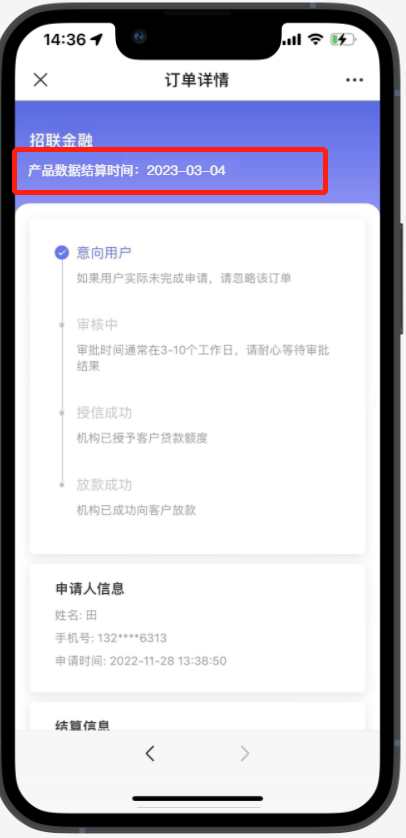 14:36
订单详情
招联金融
产品数据结算时间：2023-03-04
意向用户
如果用户实际未完成申请，请忽略该订单
审核中
审批时间通常在3-10个工作日，请耐心等待审批
结果
授信成功
机构已授予客户贷款额度
放款成功
机构已成功向客户放款
申请人信息
姓名: 田
手机号: 132****6313
申请时间: 2022-11-28 13:38:50
结算信息